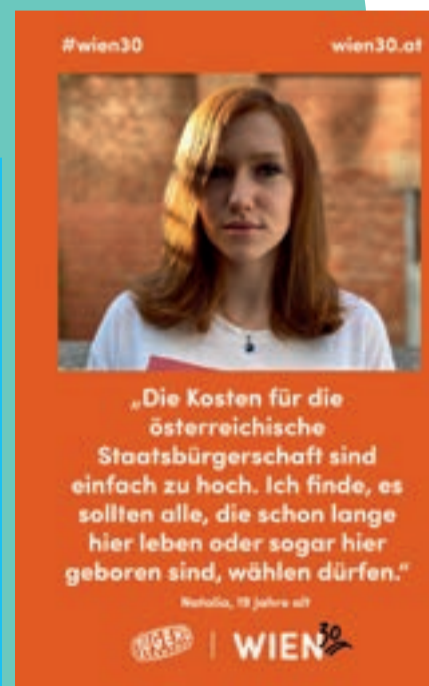 #wien30 wien30.at
„Die Kosten für die
österreichische
Staatsbürgerschaft sind
einfach zu hoch. Ich finde, es
sollten alle, die schon lange
hier leben oder sogar hier
geboren sind, wählen dürfen.“
Natalia, 19 Jahre alt
WIEN 30